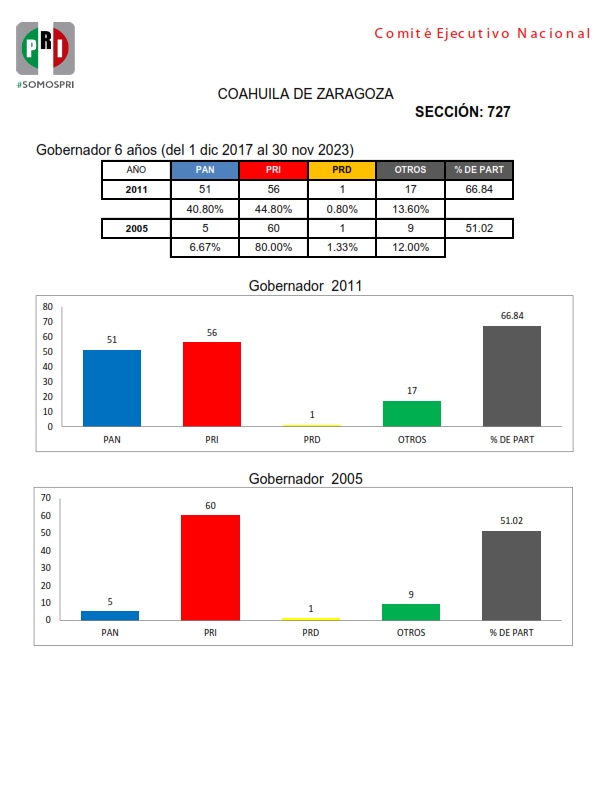 Comité Ejecutivo Nacional
PRI
#SOMOSPRI
COAHUILA DE ZARAGOZA
SECCIÓN: 727
Gobernador 6 años (del 1 dic 2017 al 30 nov 2023)
AÑO PAN PRI PRD OTROS % DE PART
2011 51 56 1 17 66.84
40.80% 44.80% 0.80% 13.60%
2005 5 60 1 9 51.02
6.67% 80.00% 1.33% 12.00%
Gobernador 2011
80
70
60
50
40
30
20
10
0
51
56
1
17
66.84
PAN PRI PRD OTROS % DE PART
Gobernador 2005
70
60
50
40
30
20
10
0
5
60
1
9
51.02
PAN PRI PRD OTROS % DE PART